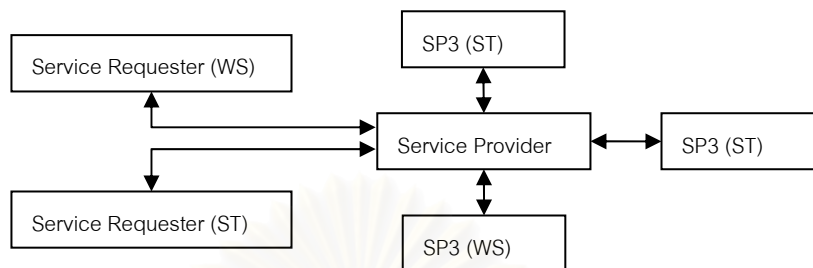 SP3 (ST)
Service Requester (WS)
Service Provider
SP3 (ST)
Service Requester (ST)
SP3 (WS)